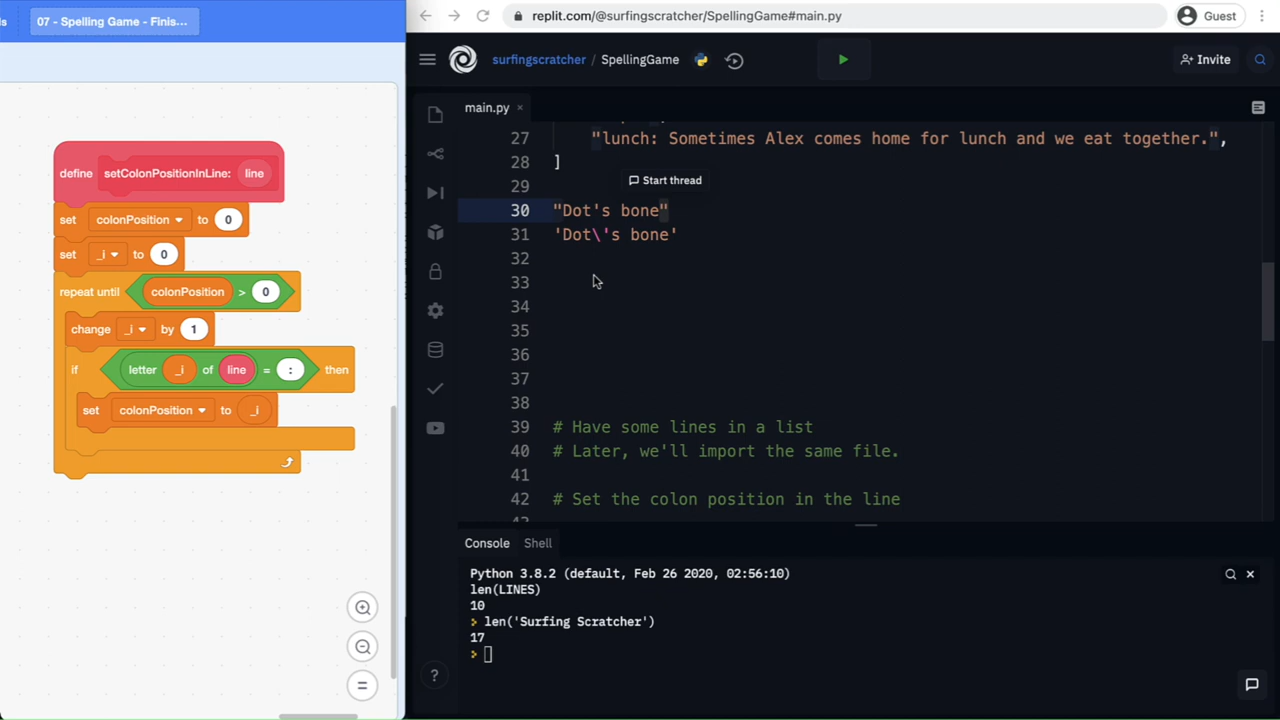 s
07 - Spelling Game - Finis...
define setColonPositionInLine: line
set colonPosition to 0
set _i to 0
repeat until colonPosition > 0
change _i by 1
if letter _i of line = : then
set colonPosition to _i
replit.com/@surfingscratcher/SpellingGame#main.py
Guest
surfingscratcher / SpellingGame
Invite
main.py ×
27 "lunch: Sometimes Alex comes home for lunch and we eat together.",
28 ]
Start thread
29
30 "Dot's bone"
31 'Dot\'s bone'
32
33
34
35
36
37
38
39 # Have some lines in a list
40 # Later, we'll import the same file.
41
42 # Set the colon position in the line
Console Shell
Python 3.8.2 (default, Feb 26 2020, 02:56:10)
len(LINES)
10
> len('Surfing Scratcher')
17
>
?